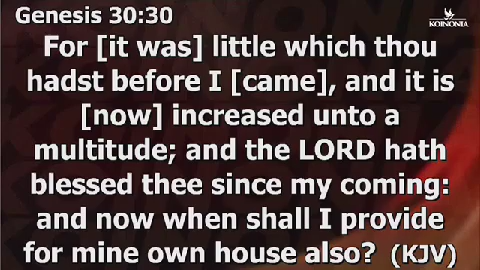 Genesis 30:30
KOINONIA
For [it was] little which thou
hadst before I [came], and it is
[now] increased unto a
multitude; and the LORD hath
blessed thee since my coming:
and now when shall I provide
for mine own house also? (KJV)